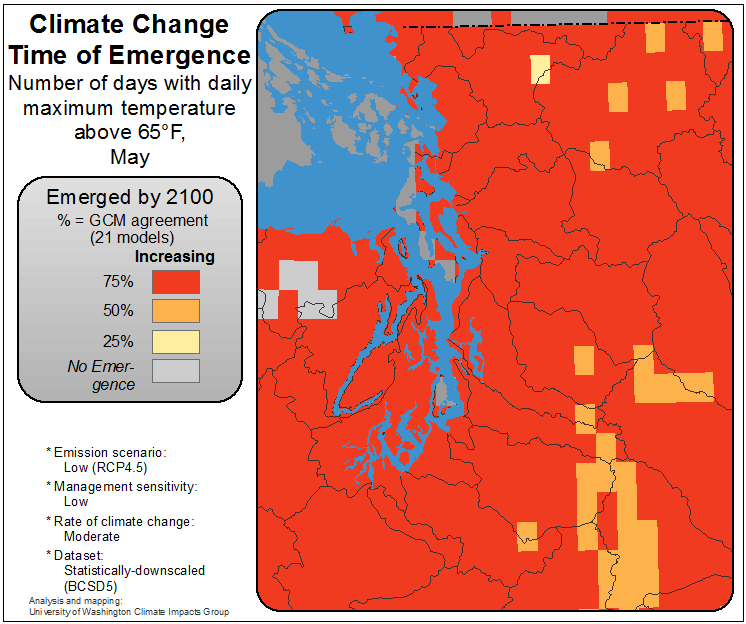 Climate Change
Time of Emergence
Number of days with daily
maximum temperature
above 65°F,
May
Emerged by 2100
% = GCM agreement
(21 models)
Increasing
75%
50%
25%
No Emer-
gence
* Emission scenario:
Low (RCP4.5)
* Management sensitivity:
Low
* Rate of climate change:
Moderate
* Dataset:
Statistically-downscaled
(BCSD5)
Analysis and mapping:
University of Washington Climate Impacts Group